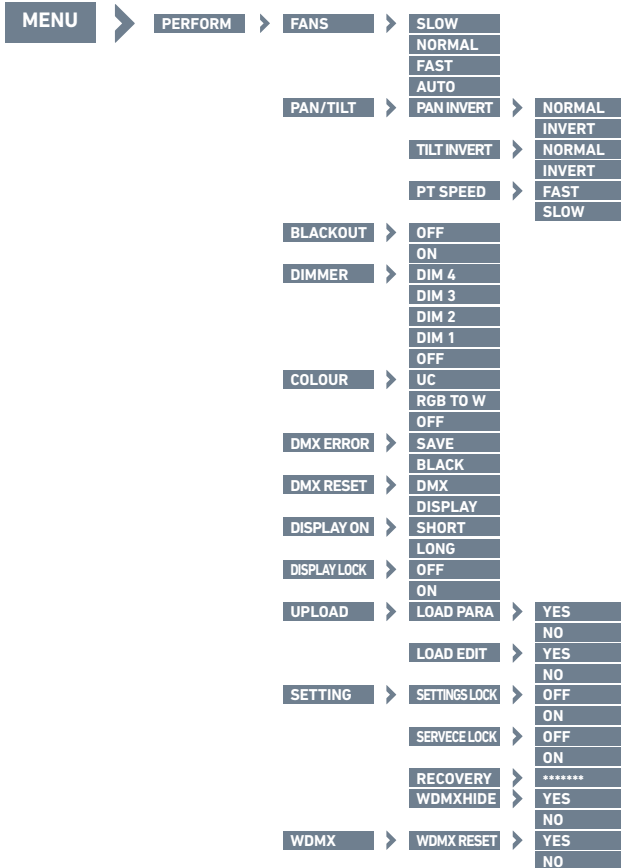 MENU PERFORM FANS SLOW
NORMAL
FAST
AUTO
PAN/TILT PAN INVERT NORMAL
INVERT
TILT INVERT NORMAL
INVERT
PT SPEED FAST
SLOW
BLACKOUT OFF
ON
DIMMER DIM 4
DIM 3
DIM 2
DIM 1
OFF
COLOUR UC
RGB TO W
OFF
DMX ERROR SAVE
BLACK
DMX RESET DMX
DISPLAY
DISPLAY ON SHORT
LONG
DISPLAY LOCK OFF
ON
UPLOAD LOAD PARA YES
NO
LOAD EDIT YES
NO
SETTING SETTINGS LOCK OFF
ON
SERVECE LOCK OFF
ON
RECOVERY *******
WDMXHIDE YES
NO
WDMX WDMX RESET YES
NO